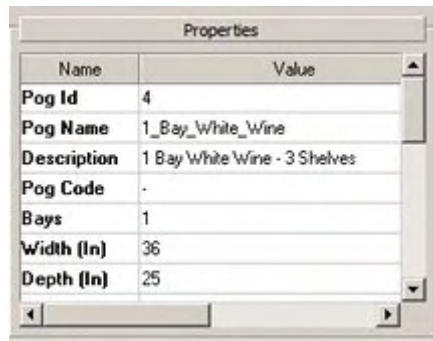 Properties
Name Value
Pog Id 4
Pog Name 1_Bay_White_Wine
Description 1 Bay White Wine - 3 Shelves
Pog Code -
Bays 1
Width (In) 36
Depth (In) 25